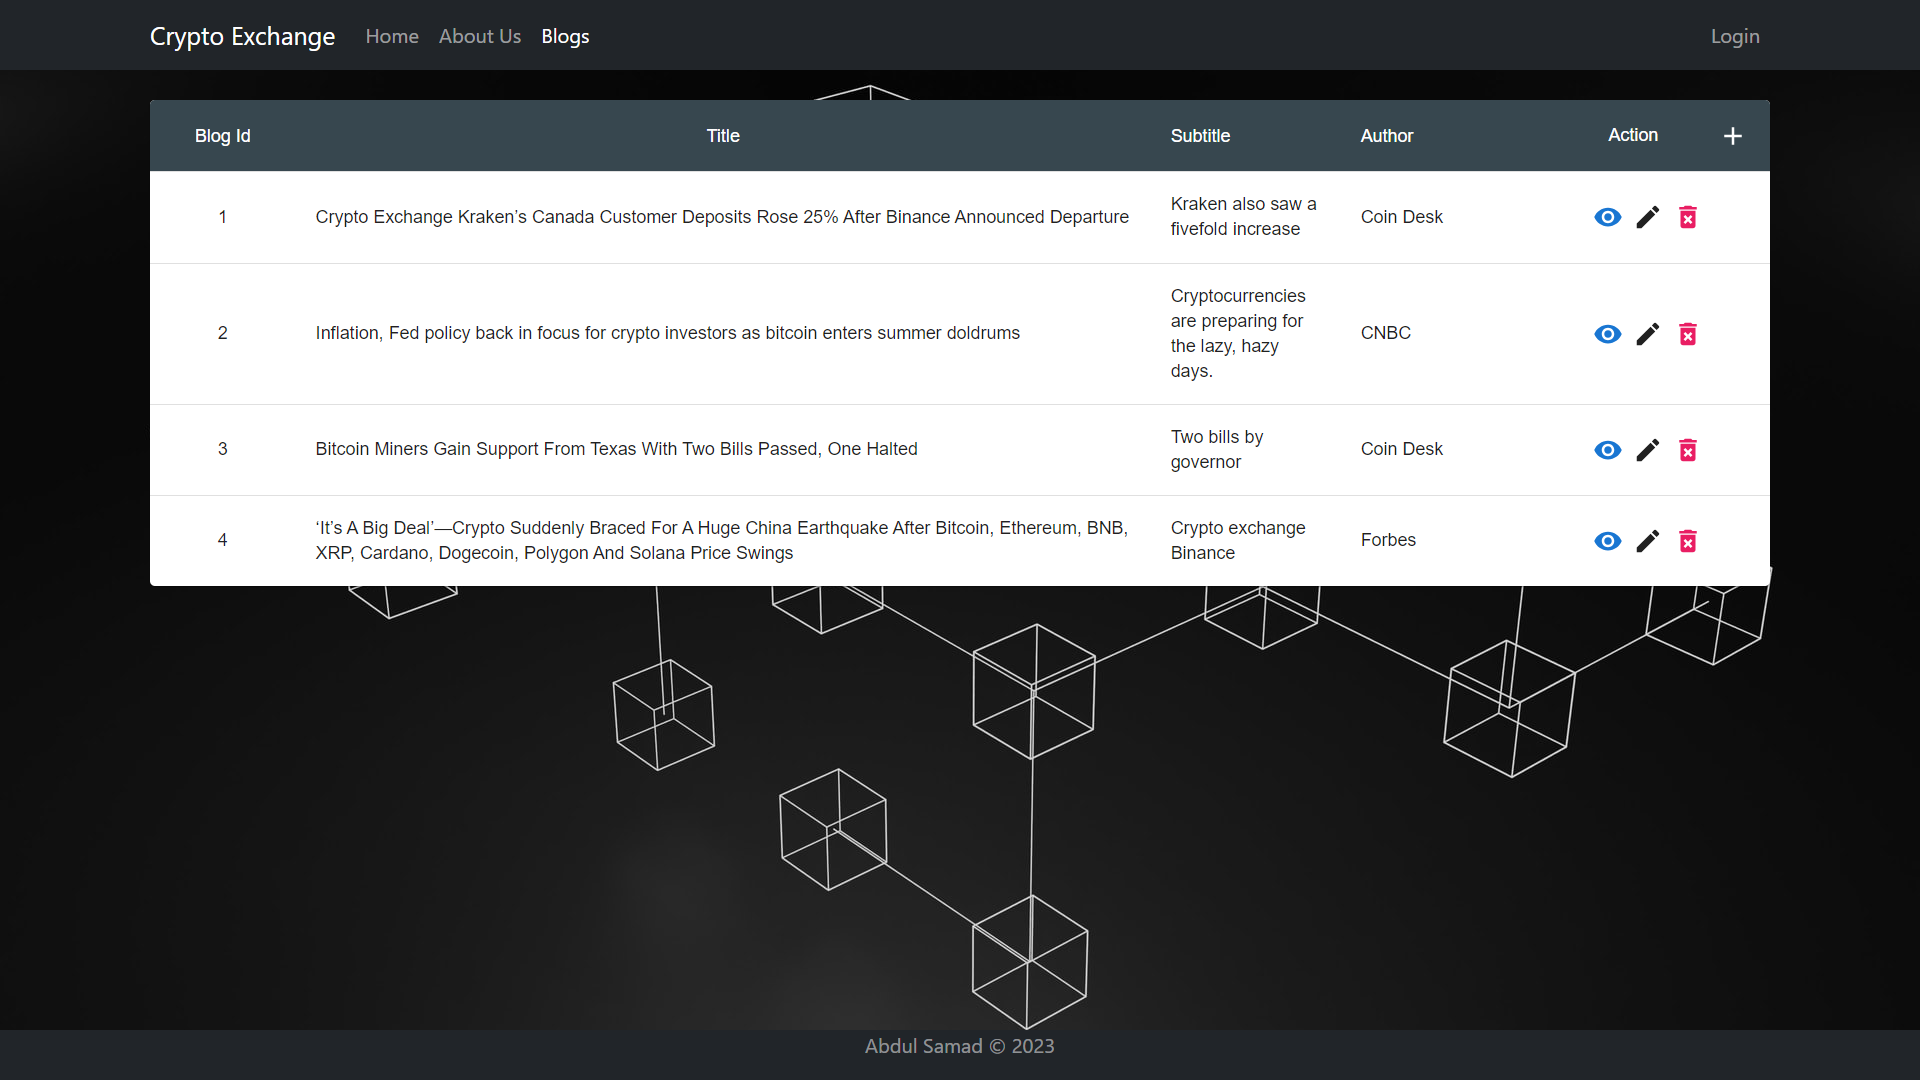 Crypto Exchange Home About Us Blogs Login
Blog Id Title Subtitle Author Action
1 Crypto Exchange Kraken’s Canada Customer Deposits Rose 25% After Binance Announced Departure Kraken also saw a Coin Desk
fivefold increase
2 Inflation, Fed policy back in focus for crypto investors as bitcoin enters summer doldrums Cryptocurrencies CNBC
are preparing for
the lazy, hazy
days.
3 Bitcoin Miners Gain Support From Texas With Two Bills Passed, One Halted Two bills by Coin Desk
governor
4 ‘It’s A Big Deal’—Crypto Suddenly Braced For A Huge China Earthquake After Bitcoin, Ethereum, BNB, Crypto exchange Forbes
XRP, Cardano, Dogecoin, Polygon And Solana Price Swings Binance
Abdul Samad © 2023